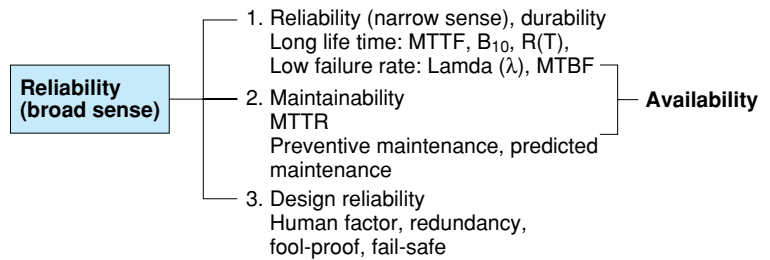 Reliability
(broad sense)
1. Reliability (narrow sense), durability
Long life time: MTTF, B₁₀, R(T),
Low failure rate: Lamda (λ), MTBF
2. Maintainability
MTTR
Preventive maintenance, predicted
maintenance
3. Design reliability
Human factor, redundancy,
fool-proof, fail-safe
Availability